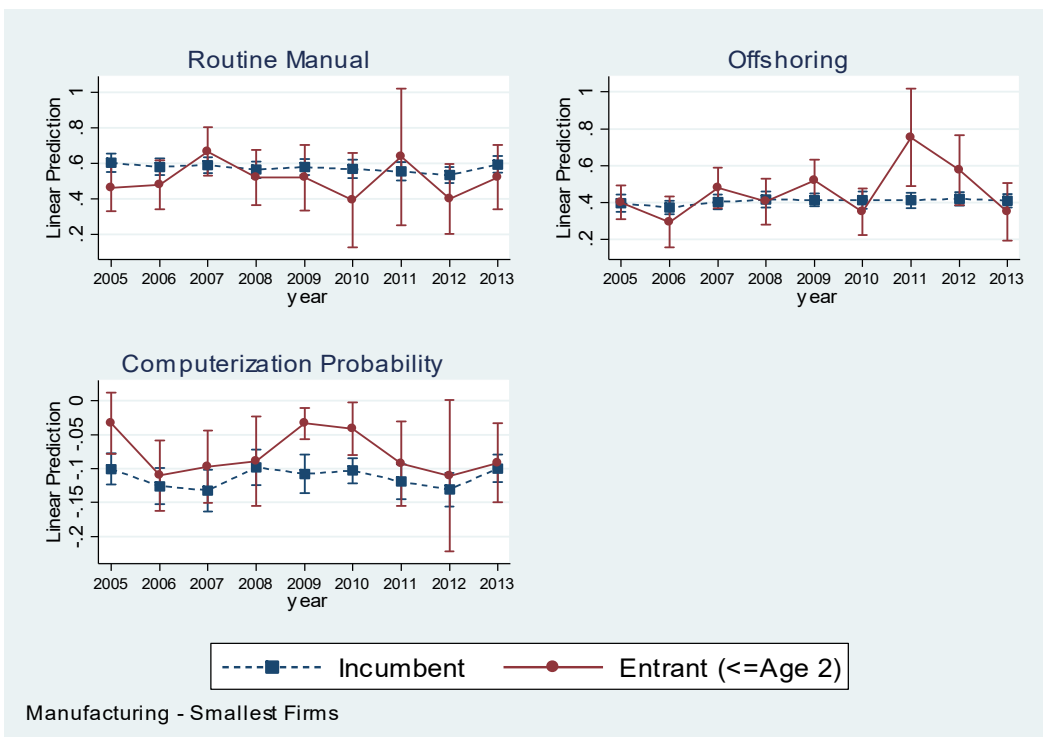 Routine Manual
Linear Prediction
1
.8
.6
.4
.2
2005 2006 2007 2008 2009 2010 2011 2012 2013
year
Offshoring
Linear Prediction
1
.8
.6
.4
.2
2005 2006 2007 2008 2009 2010 2011 2012 2013
year
Computerization Probability
Linear Prediction
0
-.05
-.1
-.15
-.2
2005 2006 2007 2008 2009 2010 2011 2012 2013
year
Incumbent Entrant (<=Age 2)
Manufacturing - Smallest Firms